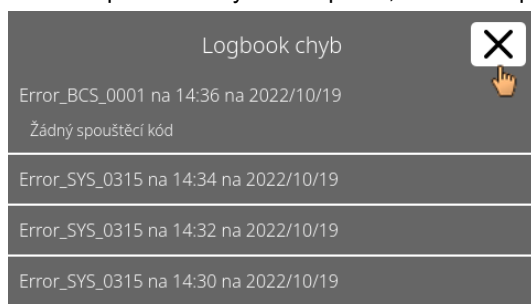 Logbook chyb
Error_BCS_0001 na 14:36 na 2022/10/19
Žádný spouštěcí kód
Error_SYS_0315 na 14:34 na 2022/10/19
Error_SYS_0315 na 14:32 na 2022/10/19
Error_SYS_0315 na 14:30 na 2022/10/19